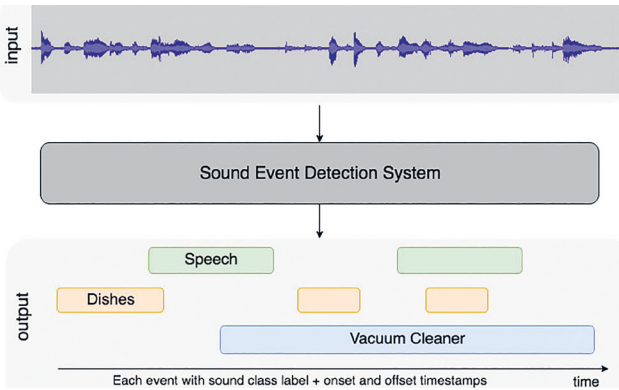 input
Sound Event Detection System
output
Speech
Dishes
Vacuum Cleaner
Each event with sound class label + onset and offset timestamps
time